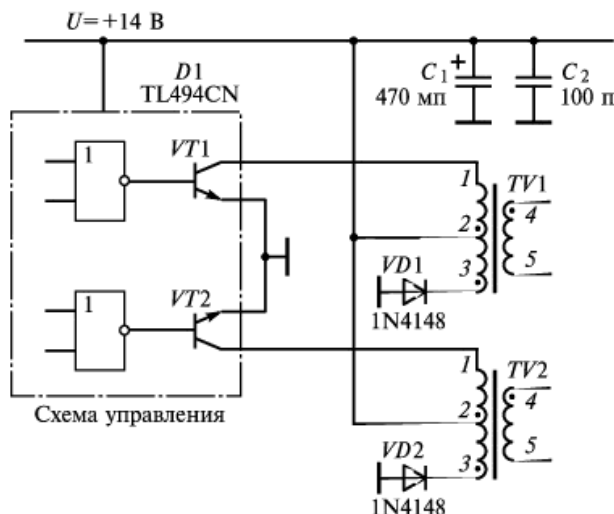 U=+14 В
D1
TL494CN
C1
470 мп
+
C2
100 п
1
VT1
1
2
3
TV1
4
5
VD1
1N4148
1
VT2
1
2
3
TV2
4
5
VD2
1N4148
Схема управления